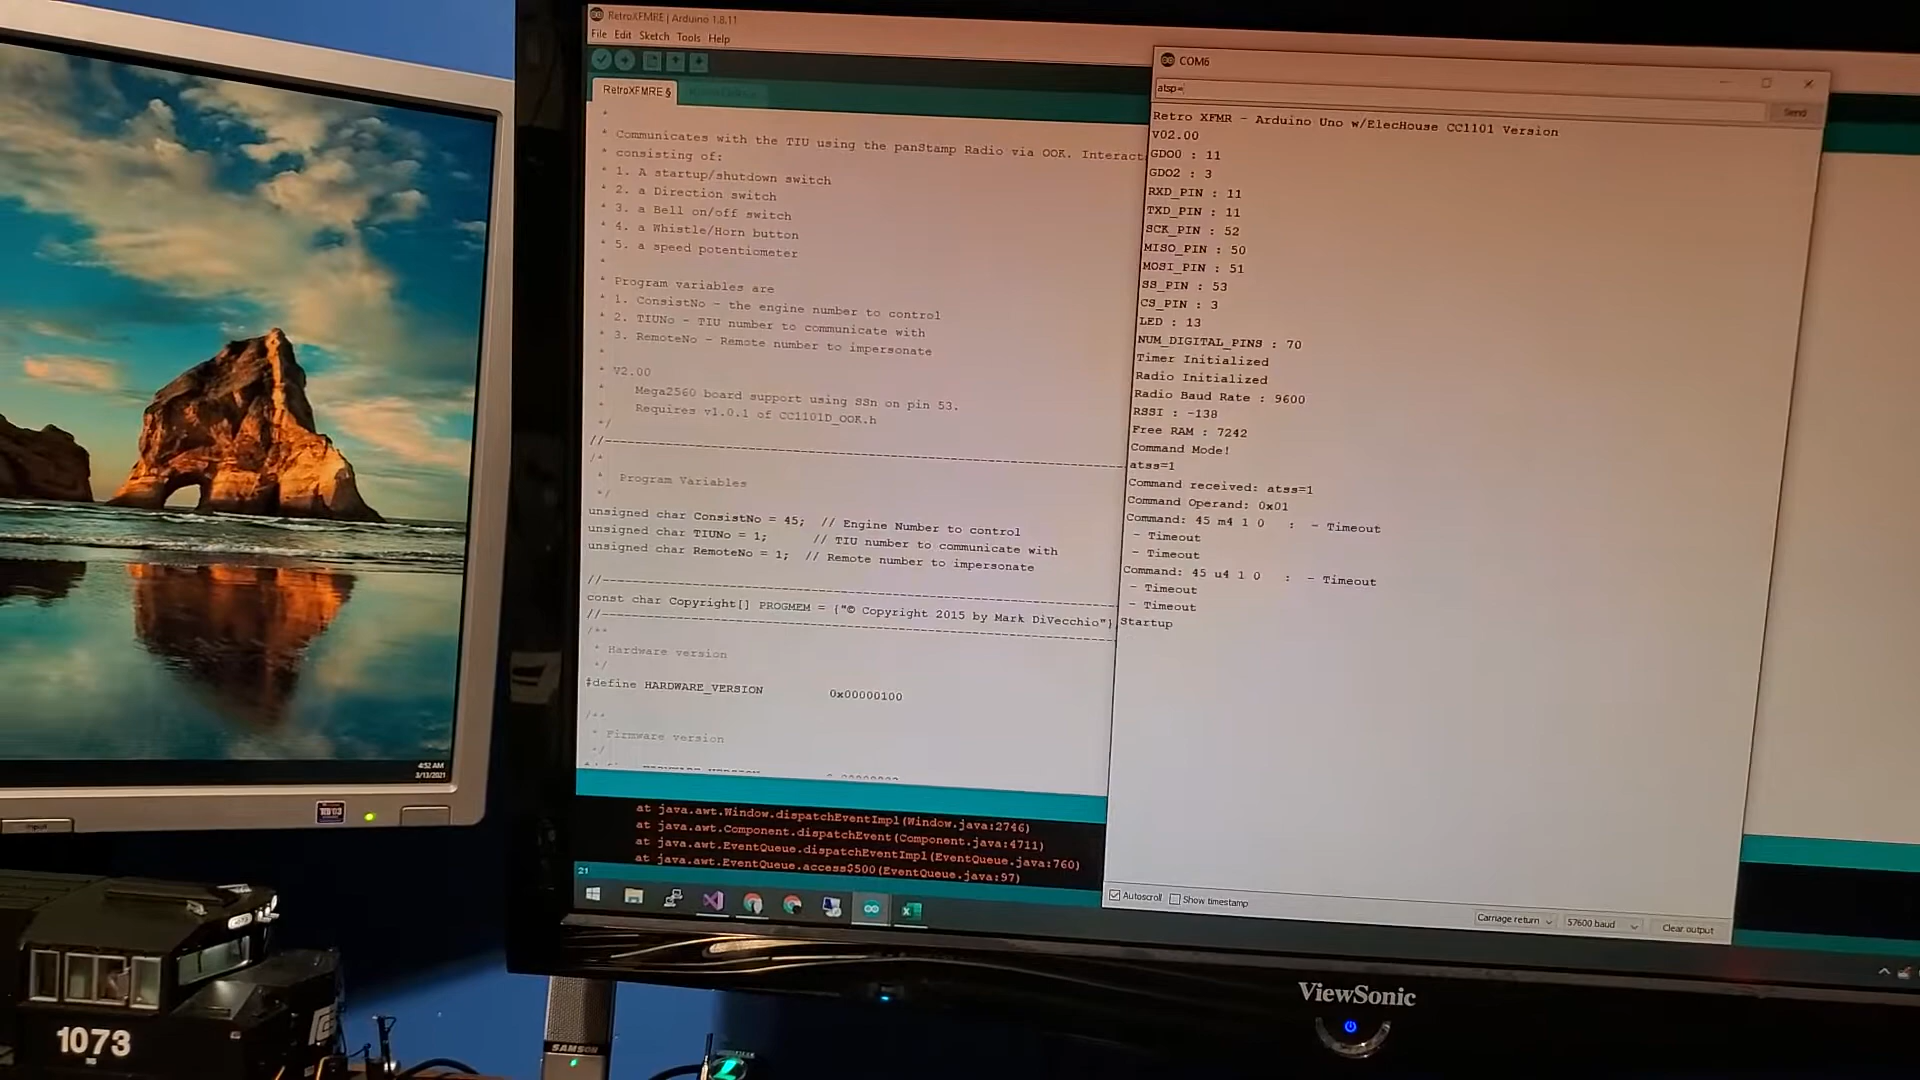 RetroXFMRE | Arduino 1.8.11
File Edit Sketch Tools Help
RetroXFMRE §
*
* Communicates with the TIU using the panStamp Radio via OOK. Interact
* consisting of:
* 1. A startup/shutdown switch
* 2. a Direction switch
* 3. a Bell on/off switch
* 4. a Whistle/Horn button
* 5. a speed potentiometer
*
* Program variables are
* 1. ConsistNo - the engine number to control
* 2. TIUNo - TIU number to communicate with
* 3. RemoteNo - Remote number to impersonate
*
* V2.00
* Mega2560 board support using SSn on pin 53.
* Requires v1.0.1 of CC1101D_OOK.h
*/
//
/*
* Program Variables
*/
unsigned char ConsistNo = 45; // Engine Number to control
unsigned char TIUNo = 1; // TIU number to communicate with
unsigned char RemoteNo = 1; // Remote number to impersonate
//
const char Copyright[] PROGMEM = {"© Copyright 2015 by Mark DiVecchio"}
//
/**
* Hardware version
*/
#define HARDWARE_VERSION 0x00000100
/**
* Firmware version
*/
at java.awt.Window.dispatchEventImpl(Window.java:2746)
at java.awt.Component.dispatchEvent(Component.java:4711)
at java.awt.EventQueue.dispatchEventImpl(EventQueue.java:760)
at java.awt.EventQueue.access$500(EventQueue.java:97)
21
COM6
atsp=
Send
Retro XFMR - Arduino Uno w/ElecHouse CC1101 Version
V02.00
GDO0 : 11
GDO2 : 3
RXD_PIN : 11
TXD_PIN : 11
SCK_PIN : 52
MISO_PIN : 50
MOSI_PIN : 51
SS_PIN : 53
CS_PIN : 3
LED : 13
NUM_DIGITAL_PINS : 70
Timer Initialized
Radio Initialized
Radio Baud Rate : 9600
RSSI : -138
Free RAM : 7242
Command Mode!
atss=1
Command received: atss=1
Command Operand: 0x01
Command: 45 m4 1 0 : - Timeout
- Timeout
- Timeout
Command: 45 u4 1 0 : - Timeout
- Timeout
- Timeout
Startup
Autoscroll Show timestamp
Carriage return 57600 baud Clear output
4:52 AM
3/13/2021
Input
ViewSonic
1073
SAMSON